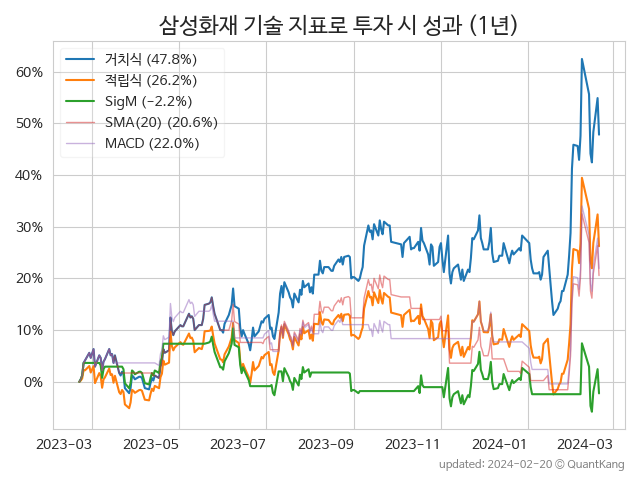 삼성화재 기술 지표로 투자 시 성과 (1년)
거치식 (47.8%)
적립식 (26.2%)
SigM (-2.2%)
SMA(20) (20.6%)
MACD (22.0%)
60%
50%
40%
30%
20%
10%
0%
2023-03 2023-05 2023-07 2023-09 2023-11 2024-01 2024-03
updated: 2024-02-20 © QuantKang